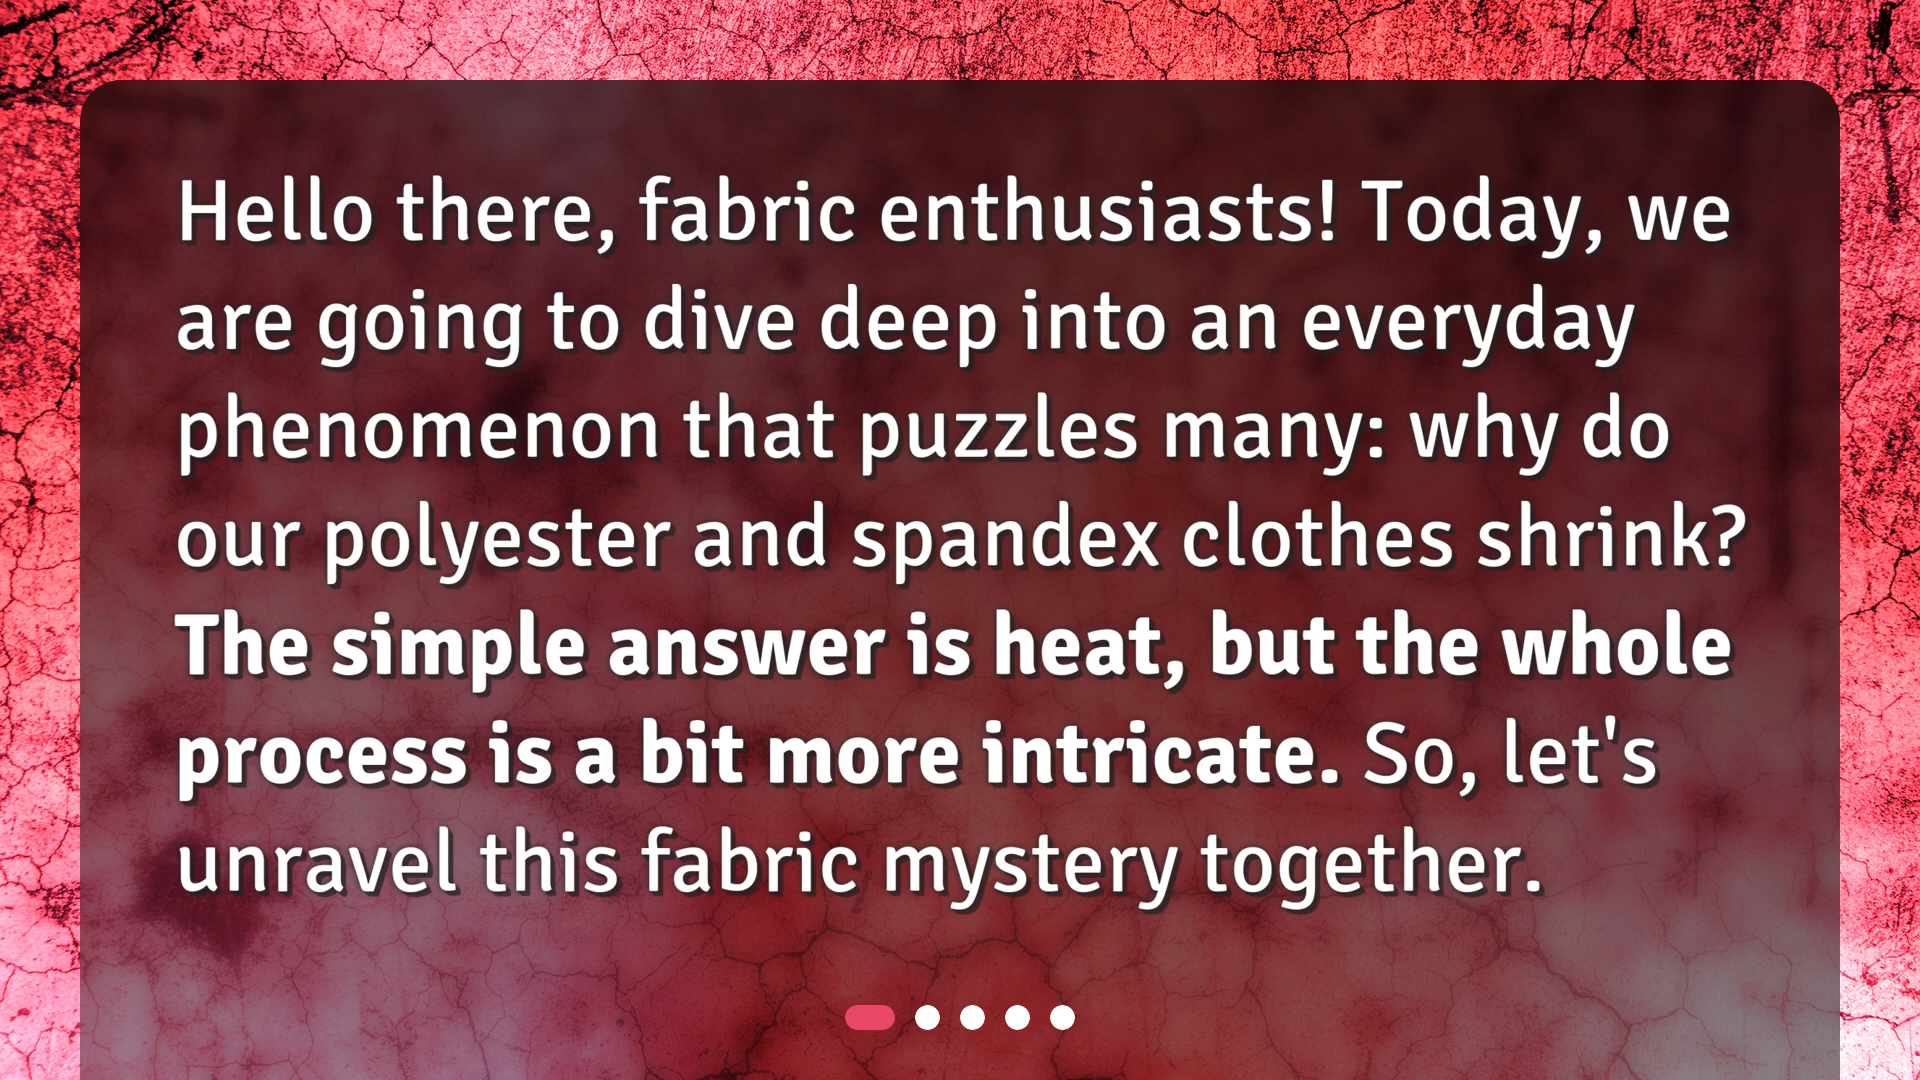 Hello there, fabric enthusiasts! Today, we
are going to dive deep into an everyday
phenomenon that puzzles many: why do
our polyester and spandex clothes shrink?
The simple answer is heat, but the whole
process is a bit more intricate. So, let's
unravel this fabric mystery together.